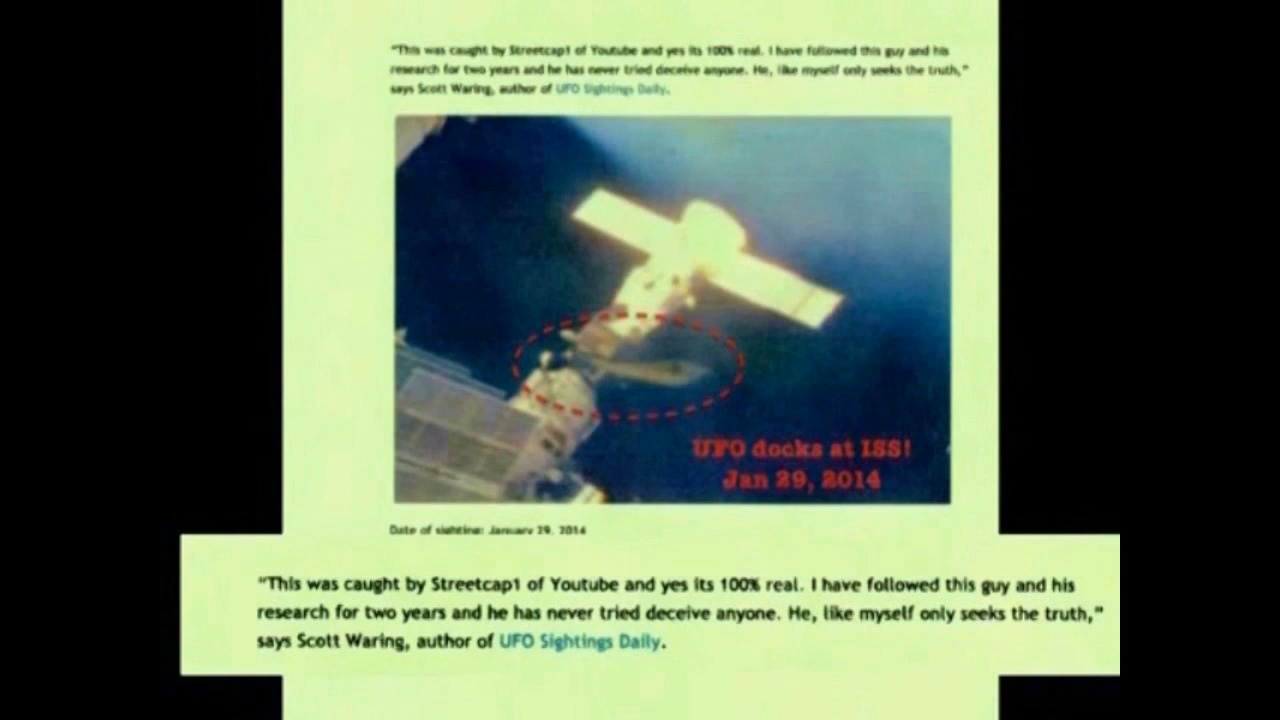 "This was caught by Streetcap1 of Youtube and yes its 100% real. I have followed this guy and his
research for two years and he has never tried deceive anyone. He, like myself only seeks the truth,"
says Scott Waring, author of UFO Sightings Daily.
UFO docks at ISS!
Jan 29, 2014
Date of sighting: January 29, 2014
"This was caught by Streetcap1 of Youtube and yes its 100% real. I have followed this guy and his
research for two years and he has never tried deceive anyone. He, like myself only seeks the truth,"
says Scott Waring, author of UFO Sightings Daily.